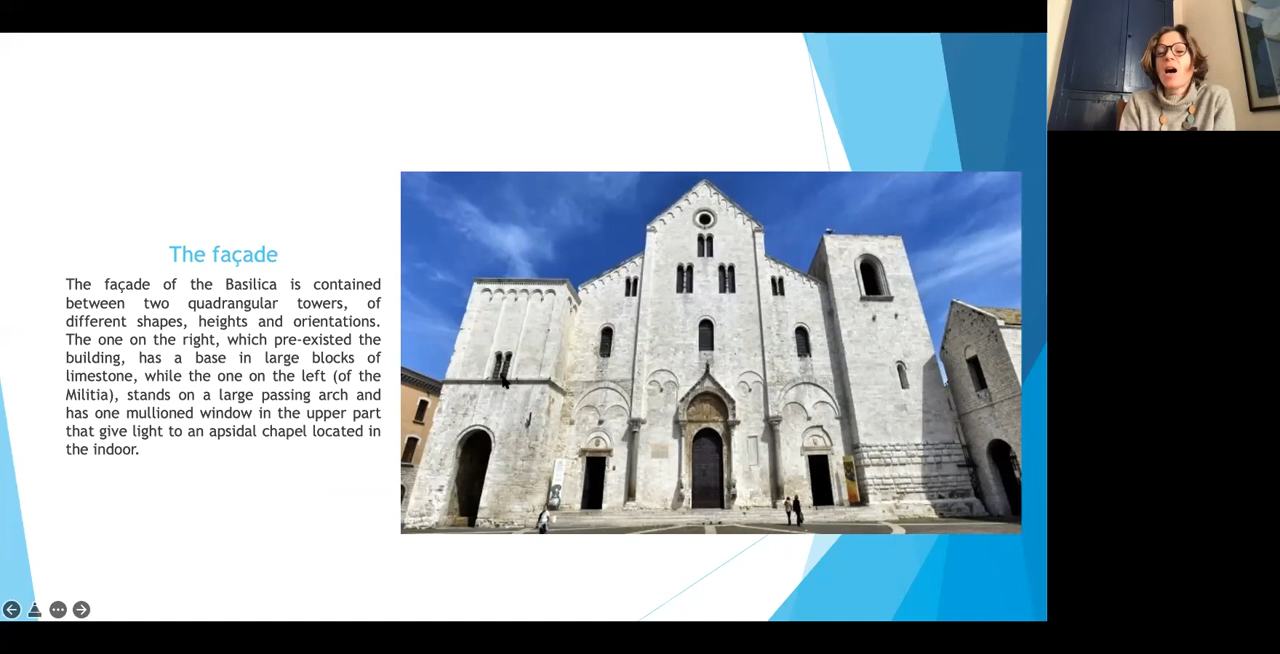 The façade
The façade of the Basilica is contained
between two quadrangular towers, of
different shapes, heights and orientations.
The one on the right, which pre-existed the
building, has a base in large blocks of
limestone, while the one on the left (of the
Militia), stands on a large passing arch and
has one mullioned window in the upper part
that give light to an apsidal chapel located in
the indoor.